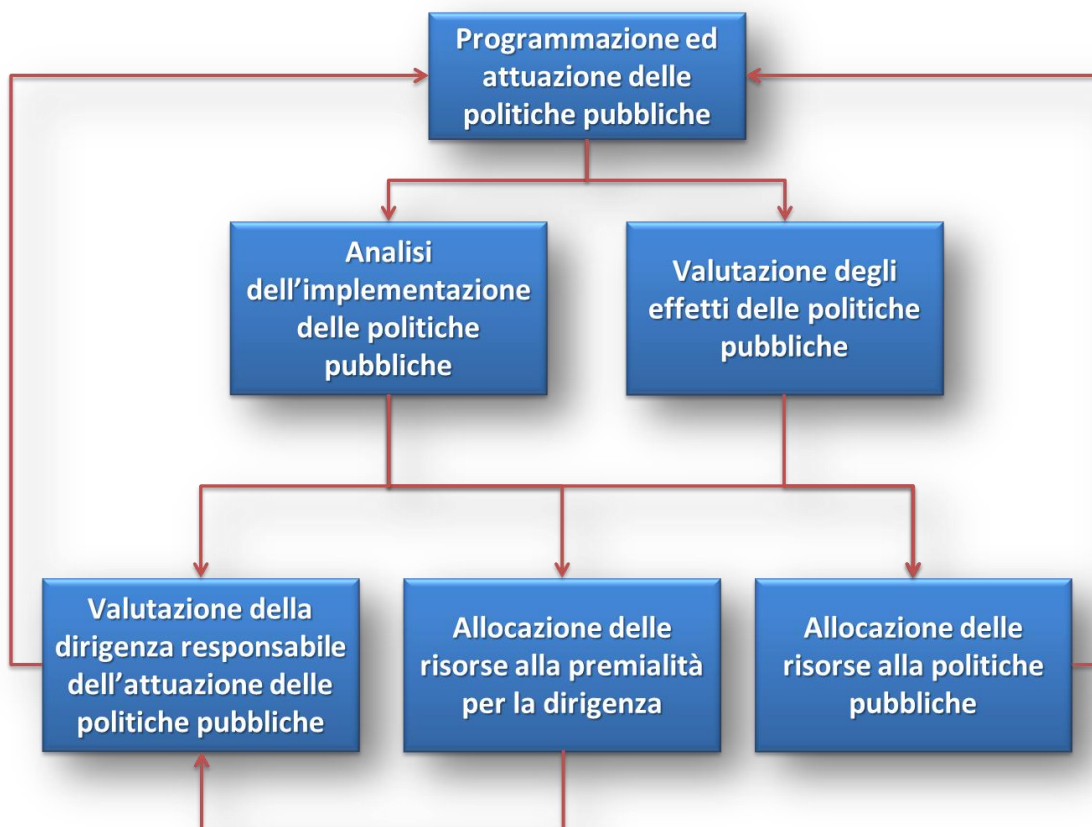 Programmazione ed
attuazione delle
politiche pubbliche
Analisi
dell’implementazione
delle politiche
pubbliche
Valutazione degli
effetti delle politiche
pubbliche
Valutazione della
dirigenza responsabile
dell’attuazione delle
politiche pubbliche
Allocazione delle
risorse alla premialità
per la dirigenza
Allocazione delle
risorse alla politiche
pubbliche